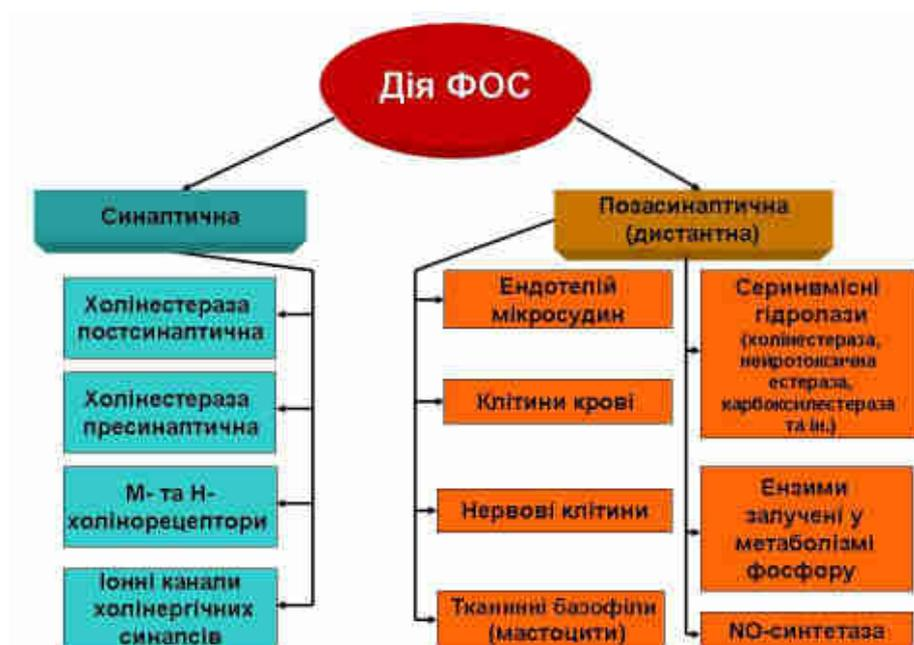 Дія ФОС
Синаптична
Холінестераза
постсинаптична
Холінестераза
пресинаптична
М- та Н-
холінорецептори
Іонні канали
холінергічних
синапсів
Позасинаптична
(дистантна)
Ендотелій
мікросудин
Клітини крові
Нервові клітини
Тканинні базофіли
(мастоцити)
Серинвмісні
гідролази
(холінестераза,
нейротоксична
естераза,
карбоксилестераза
та ін.)
Ензими
залучені у
метаболізмі
фосфору
NO-синтетаза